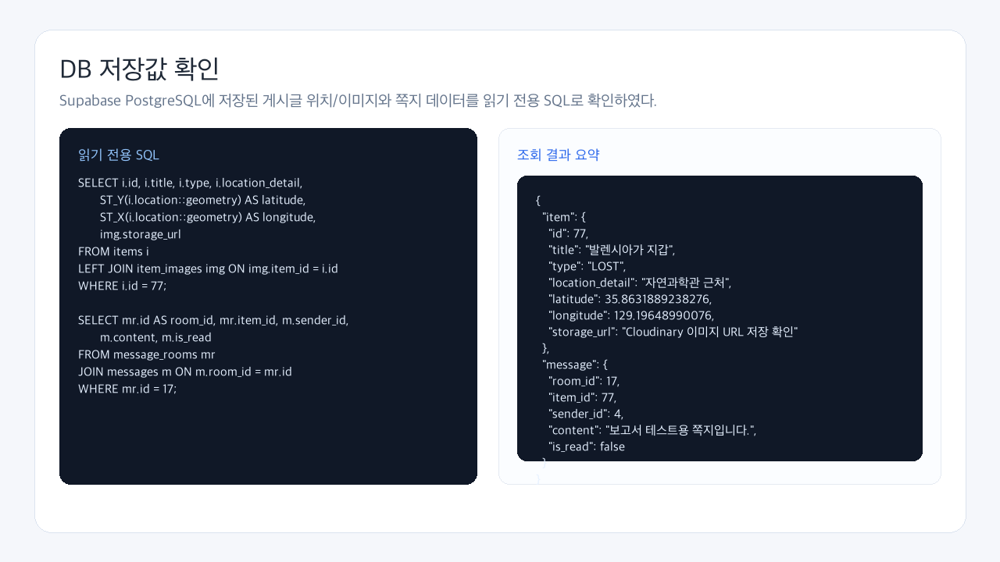 DB 저장값 확인
Supabase PostgreSQL에 저장된 게시글 위치/이미지와 쪽지 데이터를 읽기 전용 SQL로 확인하였다.
읽기 전용 SQL
SELECT i.id, i.title, i.type, i.location_detail,
ST_Y(i.location::geometry) AS latitude,
ST_X(i.location::geometry) AS longitude,
img.storage_url
FROM items i
LEFT JOIN item_images img ON img.item_id = i.id
WHERE i.id = 77;
SELECT mr.id AS room_id, mr.item_id, m.sender_id,
m.content, m.is_read
FROM message_rooms mr
JOIN messages m ON m.room_id = mr.id
WHERE mr.id = 17;
조회 결과 요약
{
"item": {
"id": 77,
"title": "발렌시아가 지갑",
"type": "LOST",
"location_detail": "자연과학관 근처",
"latitude": 35.8631889238276,
"longitude": 129.19648990076,
"storage_url": "Cloudinary 이미지 URL 저장 확인"
},
"message": {
"room_id": 17,
"item_id": 77,
"sender_id": 4,
"content": "보고서 테스트용 쪽지입니다.",
"is_read": false
}
}